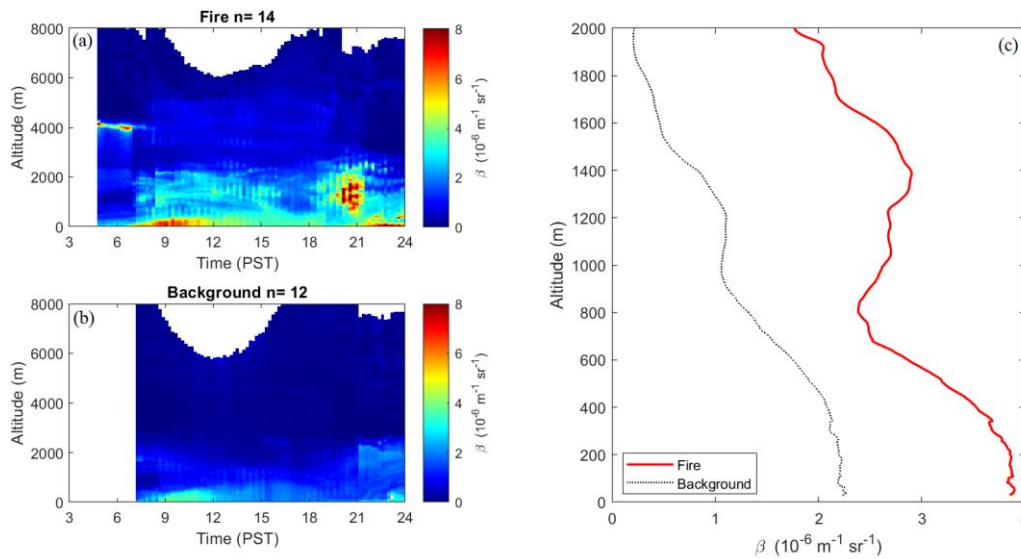 Fire n= 14
(a)
8000
6000
4000
2000
0
Altitude (m)
3 6 9 12 15 18 21 24
Time (PST)
8
6
4
2
0
β (10⁻⁶ m⁻¹ sr⁻¹)
Background n= 12
(b)
8000
6000
4000
2000
0
Altitude (m)
3 6 9 12 15 18 21 24
Time (PST)
8
6
4
2
0
β (10⁻⁶ m⁻¹ sr⁻¹)
(c)
2000
1800
1600
1400
1200
1000
800
600
400
200
0
Altitude (m)
Fire
Background
0 1 2 3
β (10⁻⁶ m⁻¹ sr⁻¹)